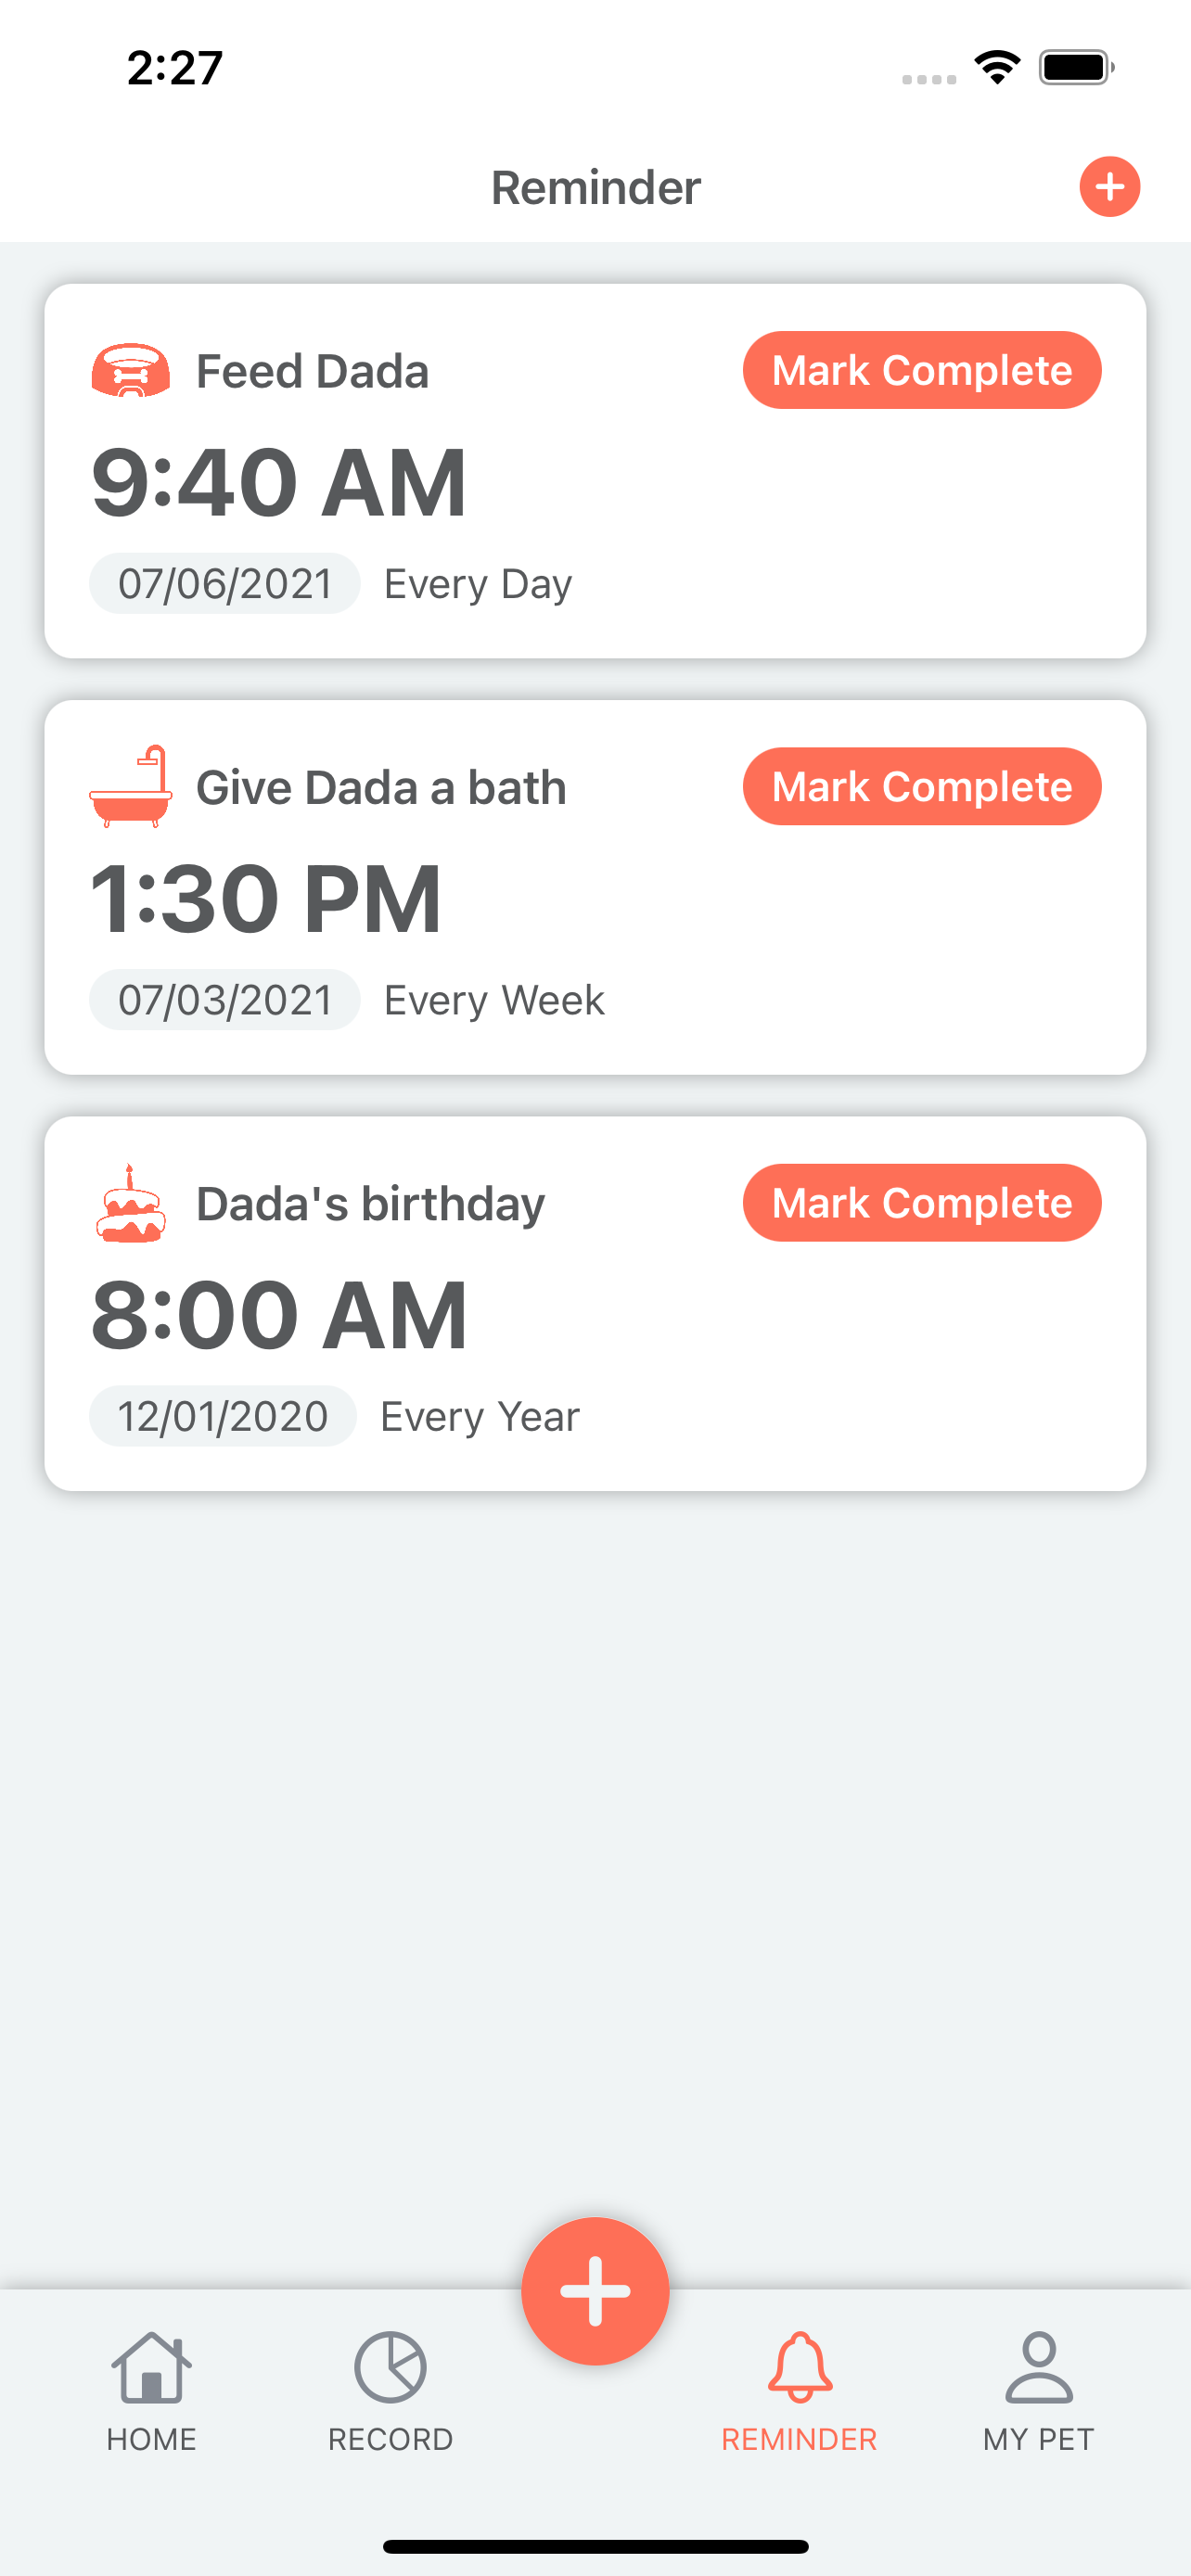 2:27
Reminder
Feed Dada
Mark Complete
9:40 AM
07/06/2021 Every Day
Give Dada a bath
Mark Complete
1:30 PM
07/03/2021 Every Week
Dada's birthday
Mark Complete
8:00 AM
12/01/2020 Every Year
HOME RECORD REMINDER MY PET